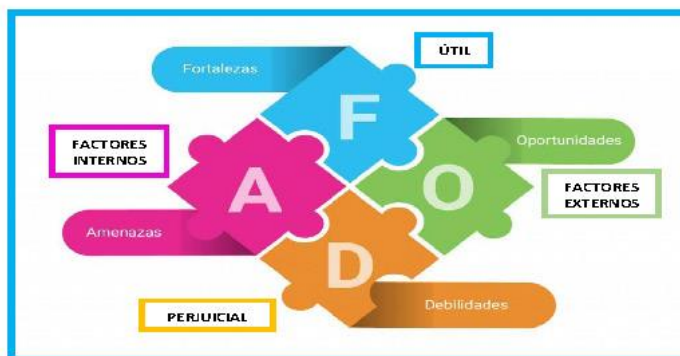 ÚTIL
Fortalezas
F
FACTORES
INTERNOS
Oportunidades
A
O
FACTORES
EXTERNOS
Amenazas
D
Debilidades
PERJUICIAL